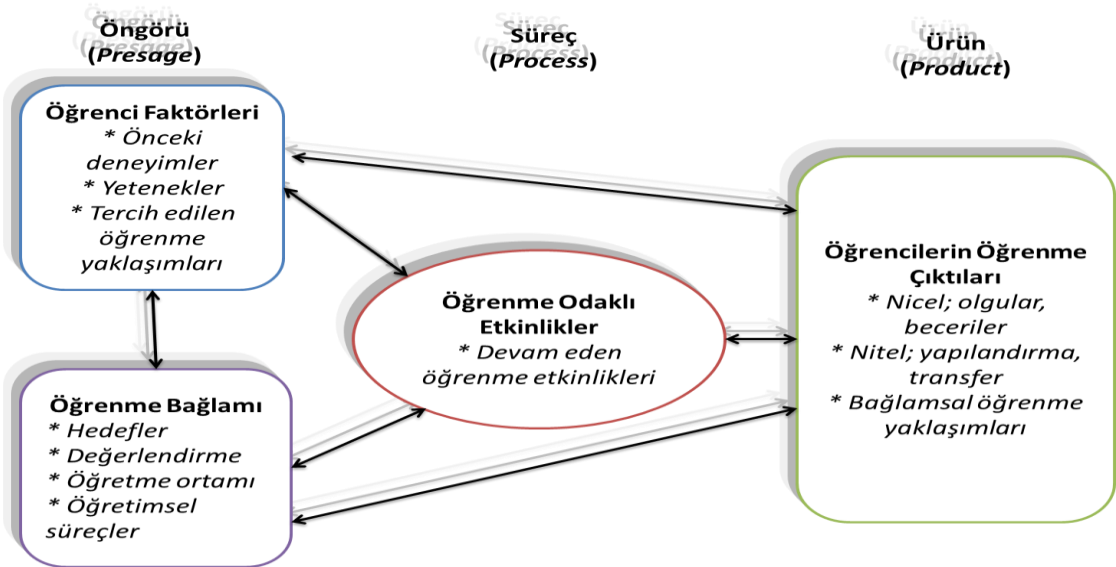 Öngörü
(Presage)
Süreç
(Process)
Ürün
(Product)
Öğrenci Faktörleri
* Önceki
deneyimler
* Yetenekler
* Tercih edilen
öğrenme
yaklaşımları
Öğrenme Bağlamı
* Hedefler
* Değerlendirme
* Öğretme ortamı
* Öğretimsel
süreçler
Öğrenme Odaklı
Etkinlikler
* Devam eden
öğrenme etkinlikleri
Öğrencilerin Öğrenme
Çıktıları
* Nicel; olgular,
beceriler
* Nitel; yapılandırma,
transfer
* Bağlamsal öğrenme
yaklaşımları